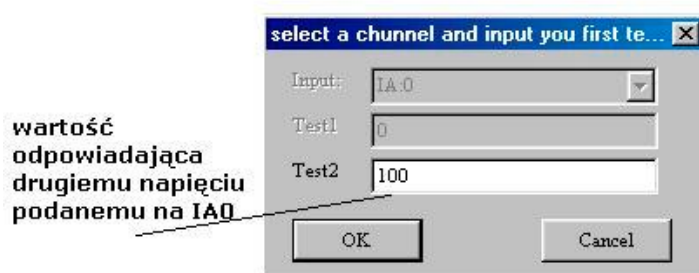 select a chunnel and input you first te...
Input:
IA:0
Test1
0
wartość
odpowiadająca
drugiemu napięciu
podanemu na IA0
Test2
100
OK
Cancel